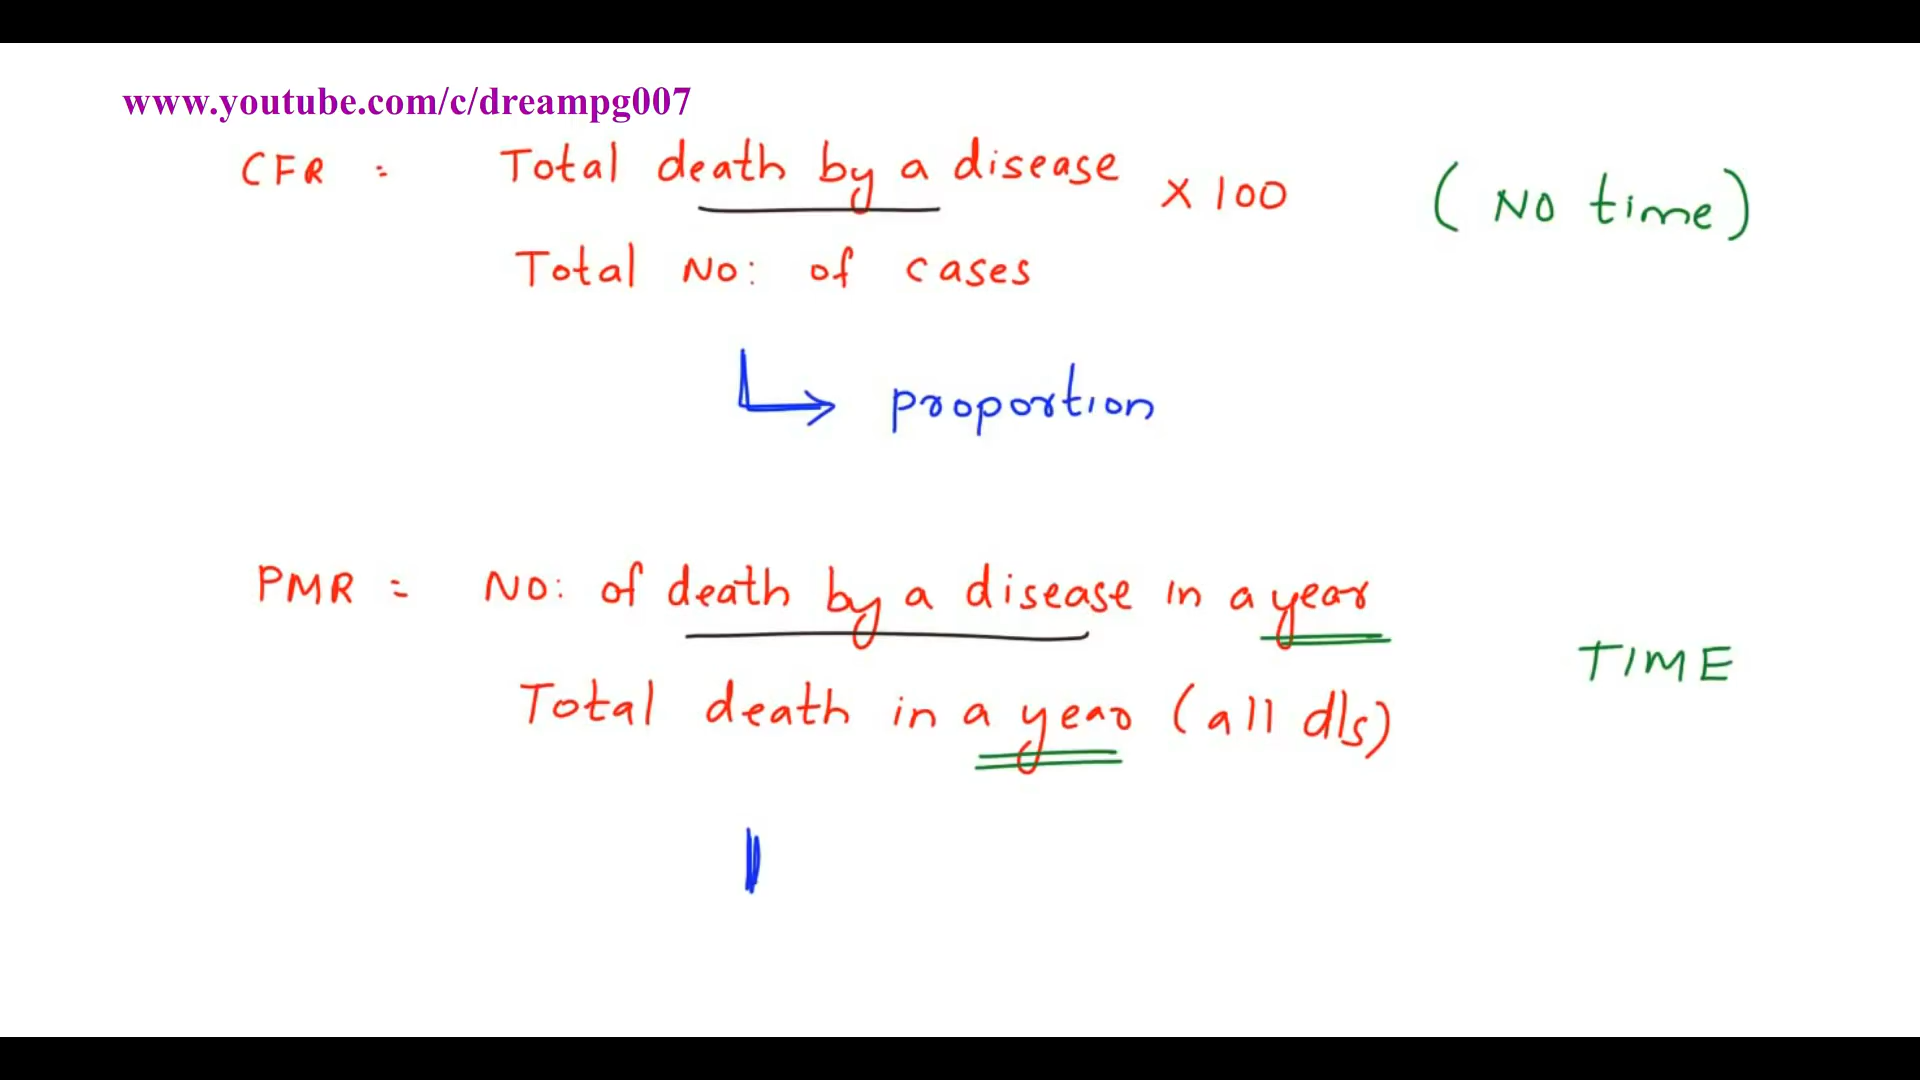 www.youtube.com/c/dreampg007
CFR = Total death by a disease X 100 (No time)
Total No: of cases
proportion
PMR = NO: of death by a disease in a year
TIME
Total death in a year (all dls)